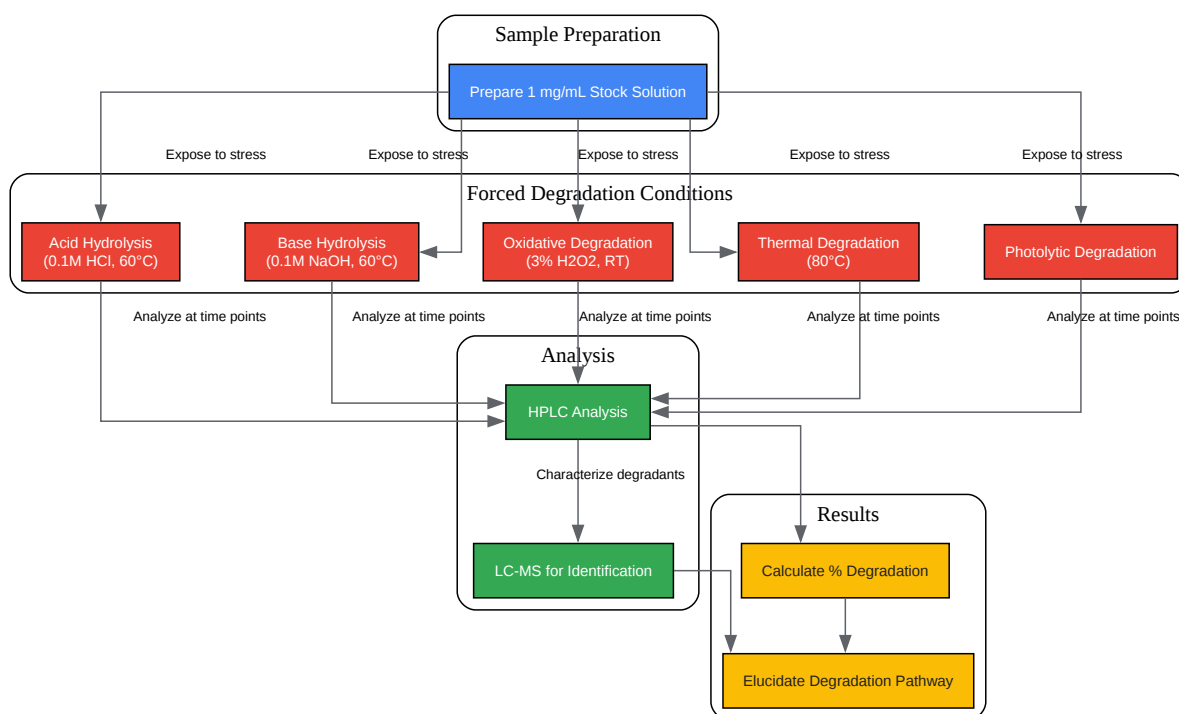 Sample Preparation
Prepare 1 mg/mL Stock Solution
Expose to stress
Expose to stress
Expose to stress
Expose to stress
Expose to stress
Forced Degradation Conditions
Acid Hydrolysis
(0.1M HCl, 60°C)
Base Hydrolysis
(0.1M NaOH, 60°C)
Oxidative Degradation
(3% H2O2, RT)
Thermal Degradation
(80°C)
Photolytic Degradation
Analyze at time points
Analyze at time points
Analyze at time points
Analyze at time points
Analyze at time points
Analysis
HPLC Analysis
Characterize degradants
LC-MS for Identification
Results
Calculate % Degradation
Elucidate Degradation Pathway